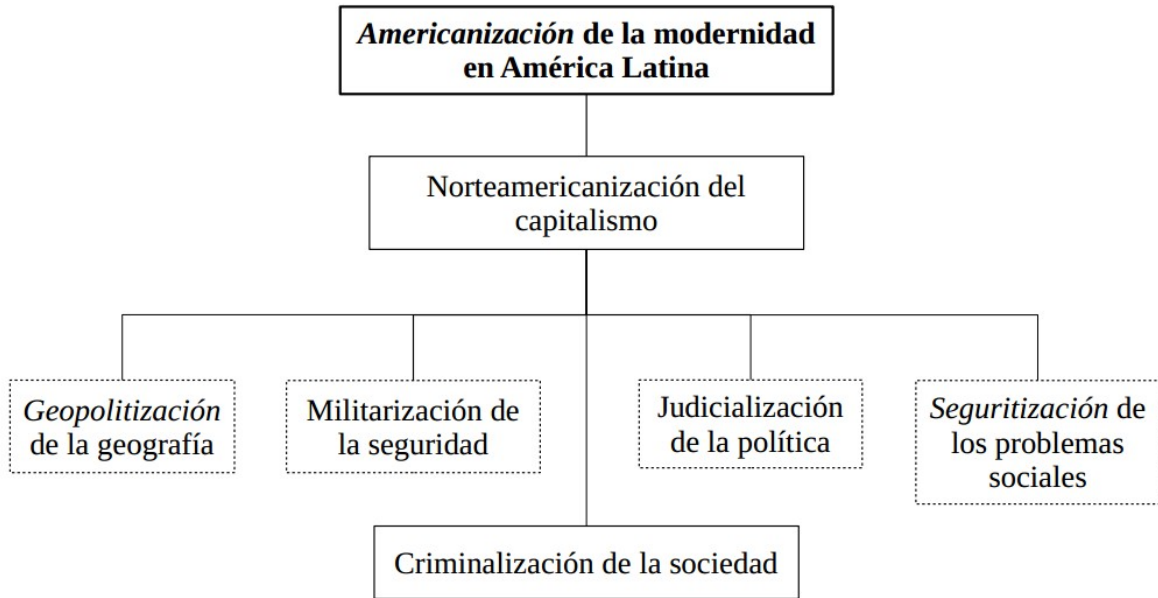 Americanización de la modernidad
en América Latina
Norteamericanización del
capitalismo
Geopolitización
de la geografía
Militarización de
la seguridad
Judicialización
de la política
Seguritización de
los problemas
sociales
Criminalización de la sociedad